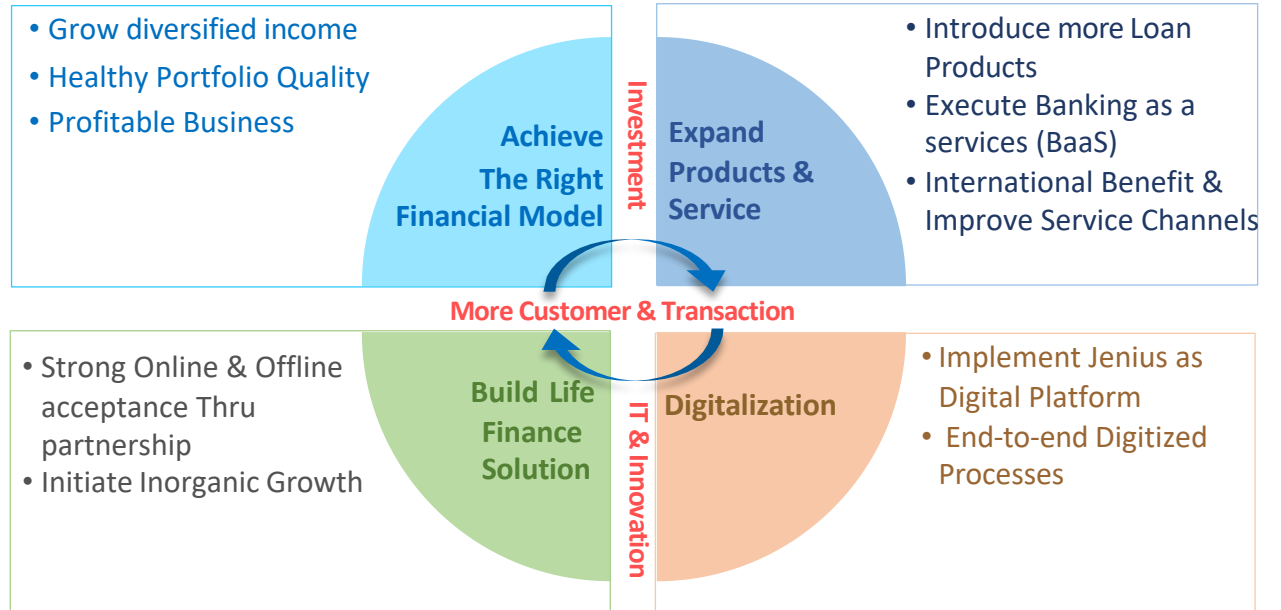 • Grow diversified income
• Healthy Portfolio Quality
• Profitable Business
Achieve
The Right
Financial Model
Investment
Expand
Products &
Service
• Introduce more Loan
Products
• Execute Banking as a
services (BaaS)
• International Benefit &
Improve Service Channels
More Customer & Transaction
• Strong Online & Offline
acceptance Thru
partnership
• Initiate Inorganic Growth
Build Life
Finance
Solution
IT & Innovation
Digitalization
• Implement Jenius as
Digital Platform
• End-to-end Digitized
Processes